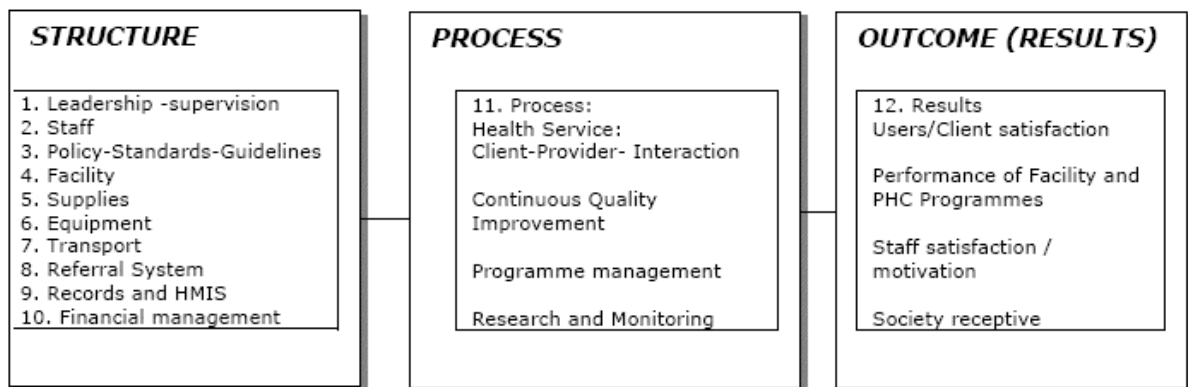 STRUCTURE
1. Leadership -supervision
2. Staff
3. Policy-Standards-Guidelines
4. Facility
5. Supplies
6. Equipment
7. Transport
8. Referral System
9. Records and HMIS
10. Financial management
PROCESS
11. Process:
Health Service:
Client-Provider- Interaction
Continuous Quality
Improvement
Programme management
Research and Monitoring
OUTCOME (RESULTS)
12. Results
Users/Client satisfaction
Performance of Facility and
PHC Programmes
Staff satisfaction /
motivation
Society receptive